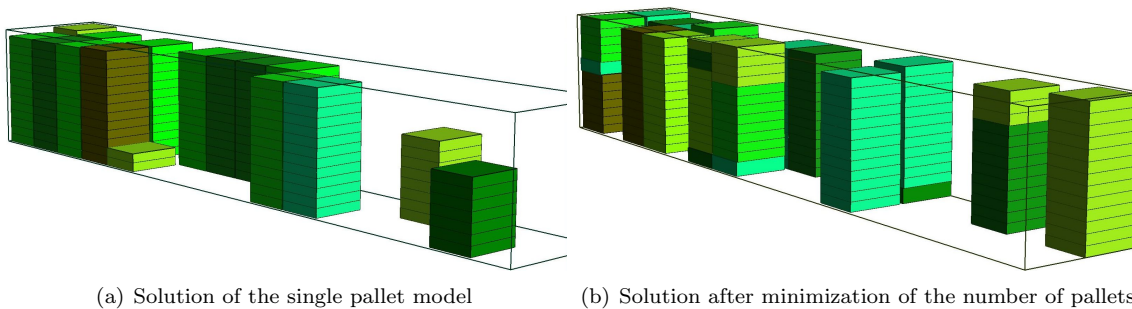 (a) Solution of the single pallet model
(b) Solution after minimization of the number of pallets